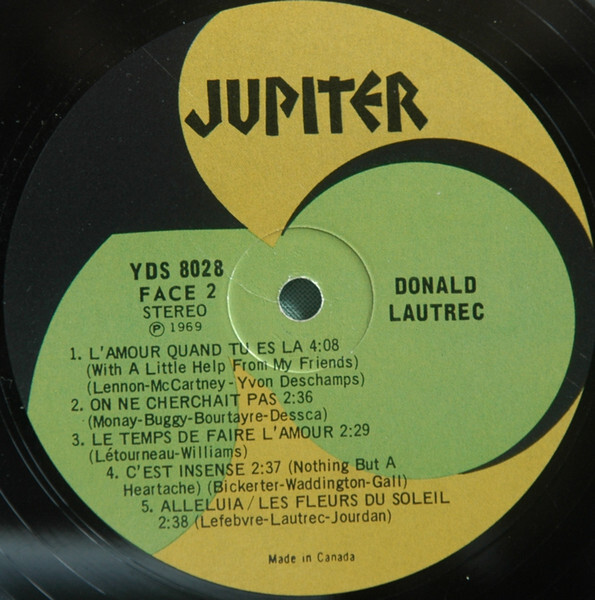 JUPITER
YDS 8028
FACE 2
STEREO
℗ 1969
DONALD
LAUTREC
1. L'AMOUR QUAND TU ES LA 4:08
(With A Little Help From My Friends)
(Lennon-McCartney-Yvon Deschamps)
2. ON NE CHERCHAIT PAS 2:36
(Monay-Buggy-Bourtayre-Dessca)
3. LE TEMPS DE FAIRE L'AMOUR 2:29
(Létourneau-Williams)
4. C'EST INSENSE 2:37 (Nothing But A
Heartache) (Bickerter-Waddington-Gall)
5. ALLELUIA/LES FLEURS DU SOLEIL
2:38 (Lefebvre-Lautrec-Jourdan)
Made in Canada